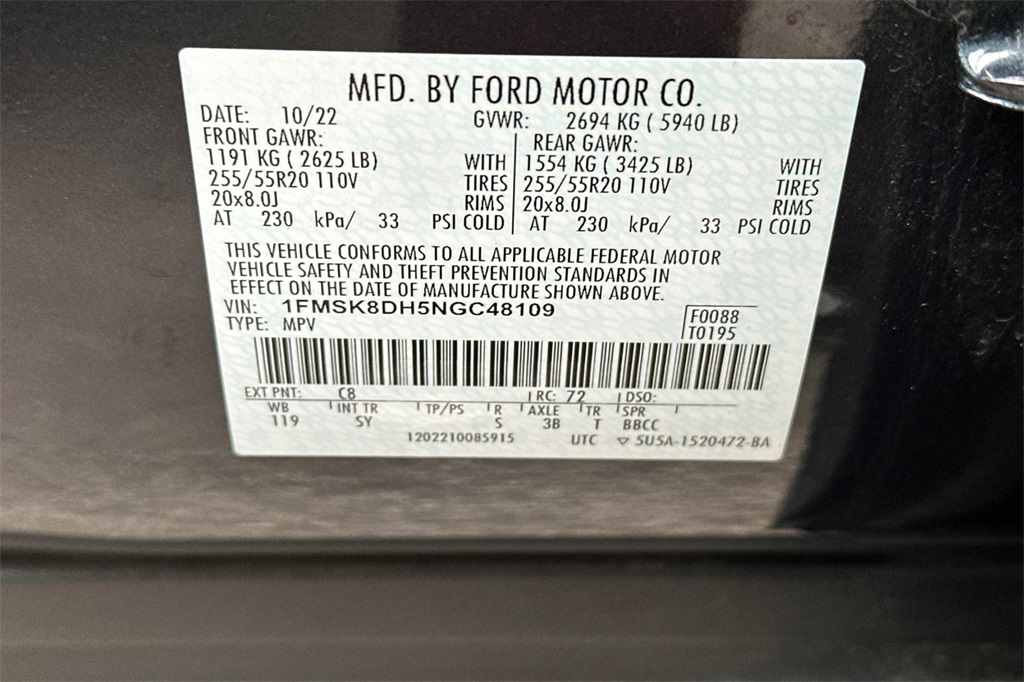 MFD. BY FORD MOTOR CO.
DATE: 10/22 GVWR: 2694 KG ( 5940 LB)
FRONT GAWR: REAR GAWR:
1191 KG ( 2625 LB) WITH 1554 KG ( 3425 LB) WITH
255/55R20 110V TIRES 255/55R20 110V TIRES
20x8.0J RIMS 20x8.0J RIMS
AT 230 kPa/ 33 PSI COLD AT 230 kPa/ 33 PSI COLD
THIS VEHICLE CONFORMS TO ALL APPLICABLE FEDERAL MOTOR
VEHICLE SAFETY AND THEFT PREVENTION STANDARDS IN
EFFECT ON THE DATE OF MANUFACTURE SHOWN ABOVE.
VIN: 1FMSK8DH5NGC48109
TYPE: MPV
F0088
T0195
EXT PNT: C8 RC: 72 DSO:
WB INT TR TP/PS R AXLE TR SPR
119 SY S 3B T BBCC
1202210085915 UTC ▽ 5U5A-1520472-BA